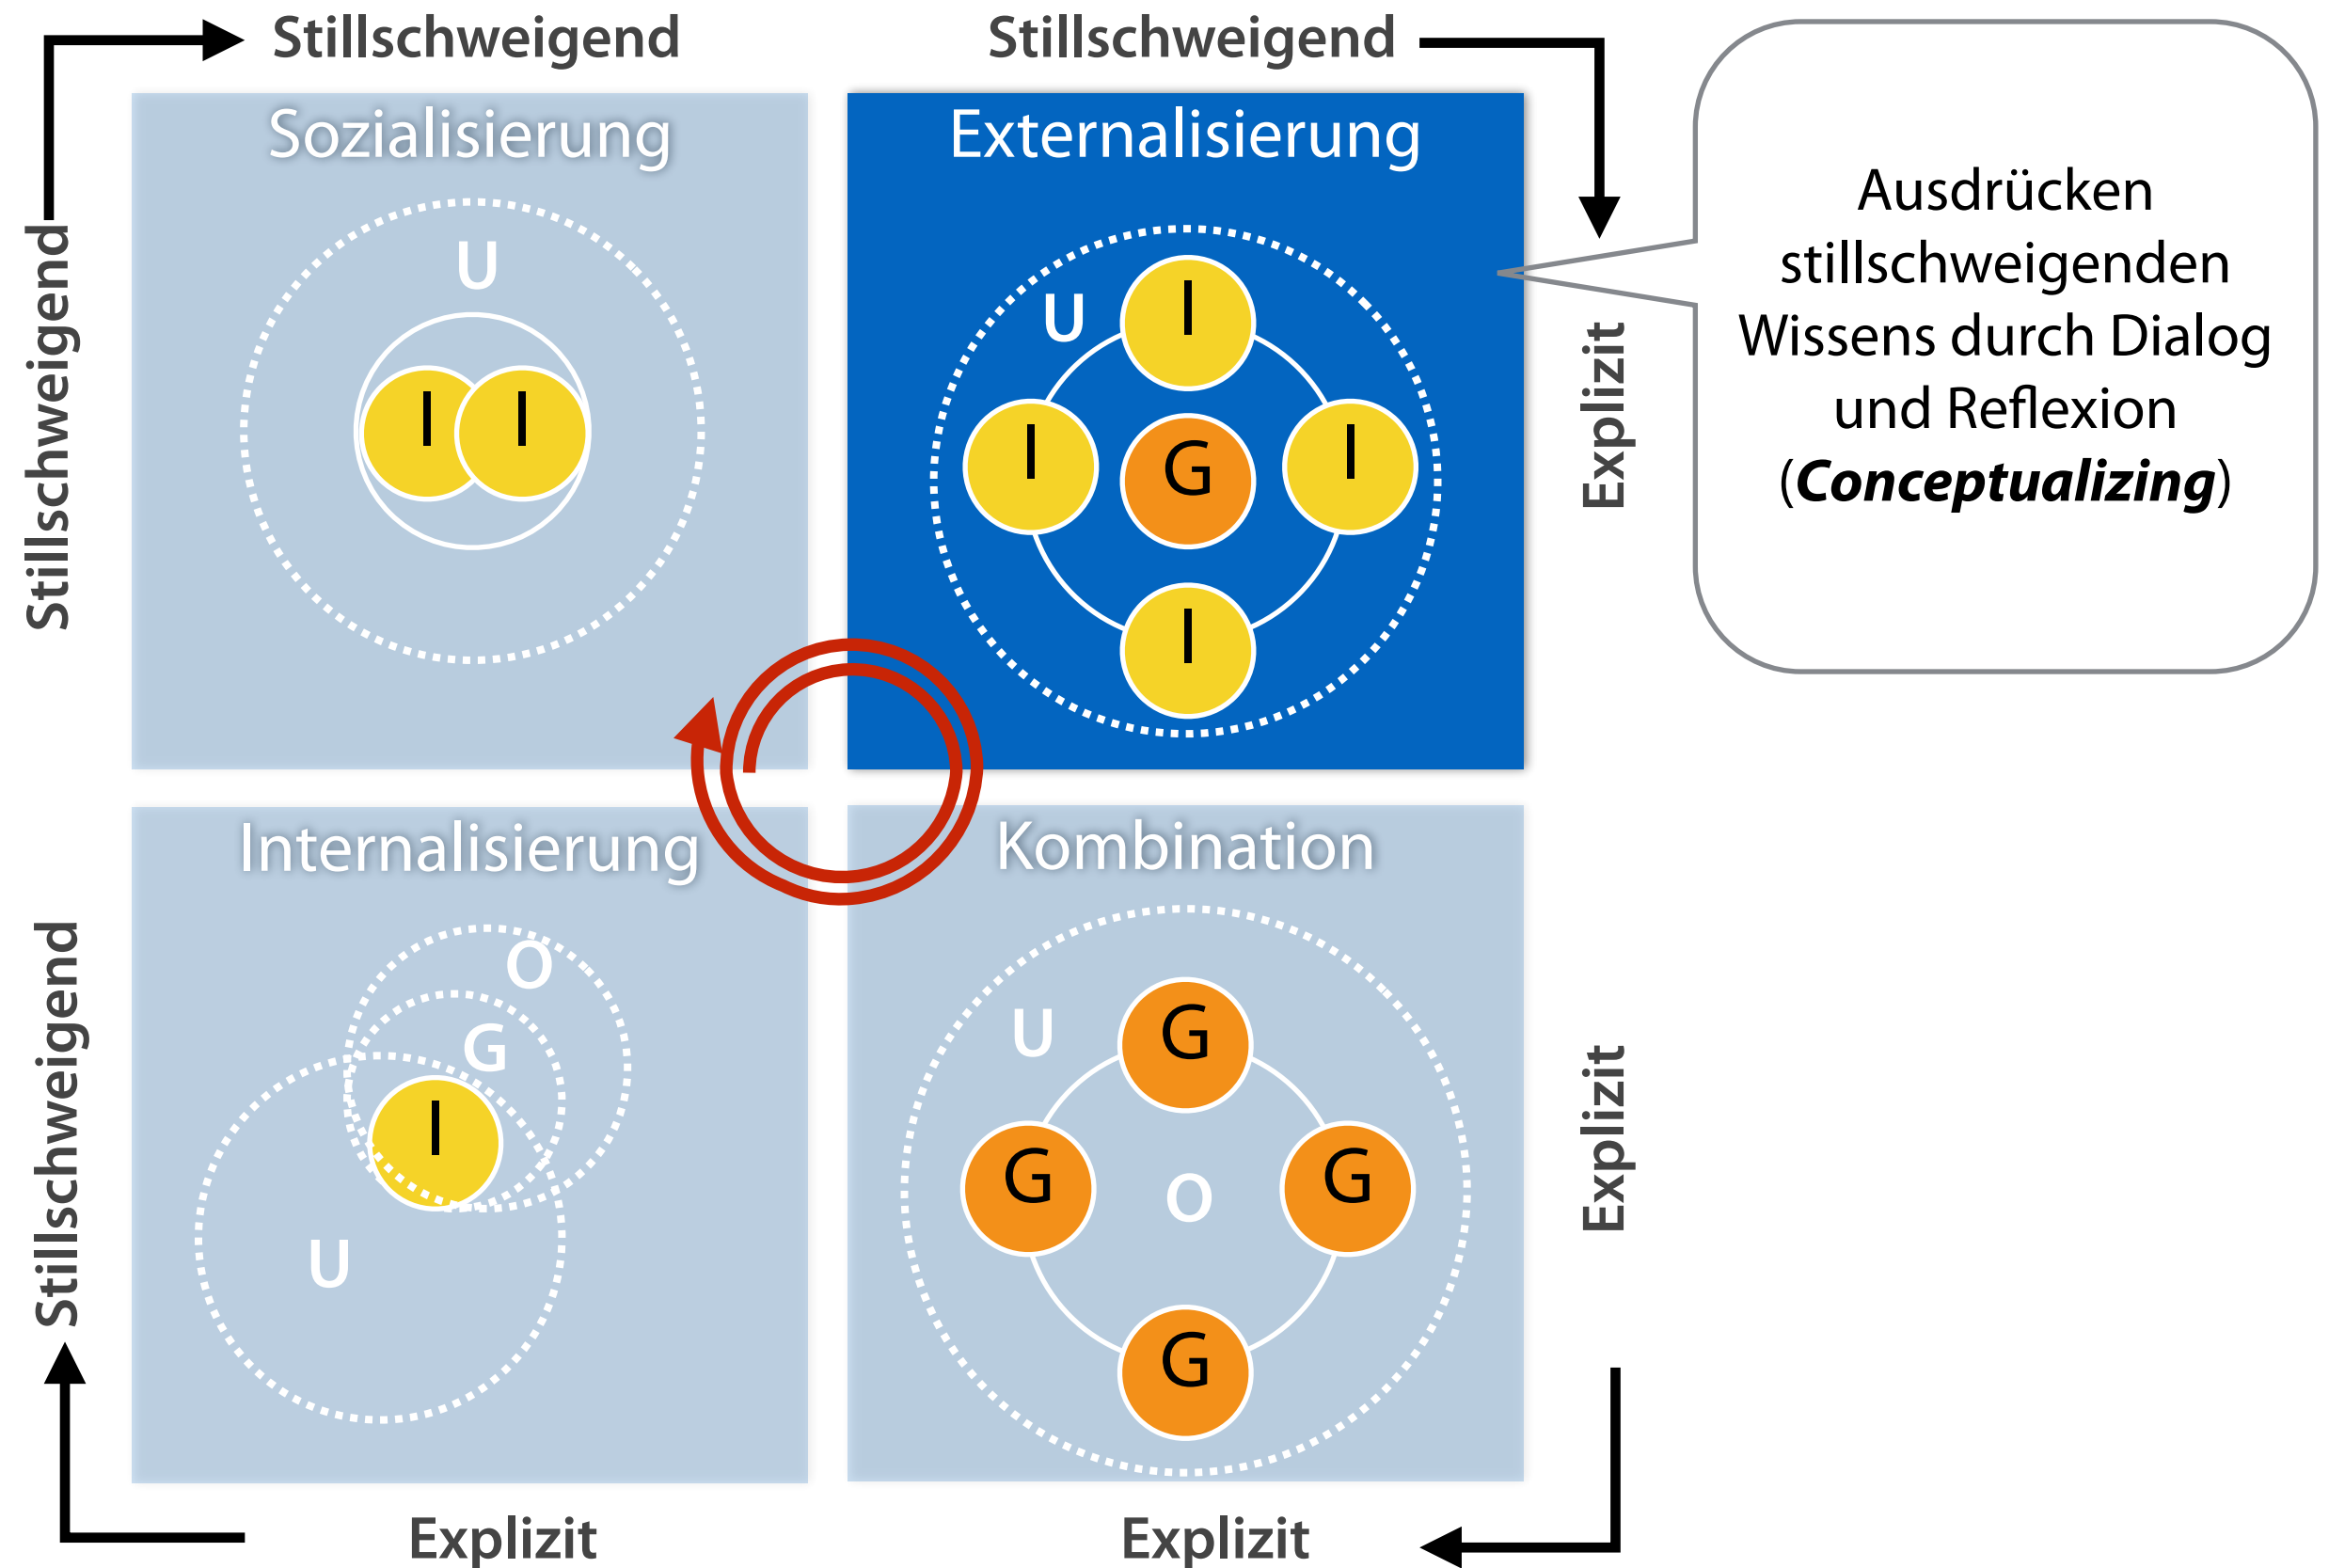 Stillschweigend
Stillschweigend
Stillschweigend
Sozialisierung
U
I I
Externalisierung
U
I
I G I
I
Explizit
Ausdrücken
stillschweigenden
Wissens durch Dialog
und Reflexion
(Conceptualizing)
Stillschweigend
Internalisierung
O
G
I
U
Kombination
U
G
G O G
G
Explizit
Explizit
Explizit